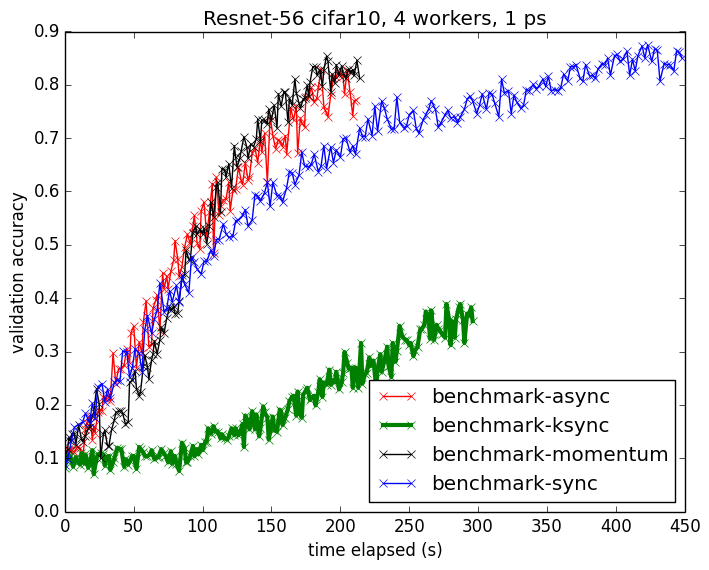 Resnet-56 cifar10, 4 workers, 1 ps
0.9
0.8
0.7
0.6
0.5
0.4
0.3
0.2
0.1
0.0
validation accuracy
benchmark-async
benchmark-ksync
benchmark-momentum
benchmark-sync
0 50 100 150 200 250 300 350 400 450
time elapsed (s)